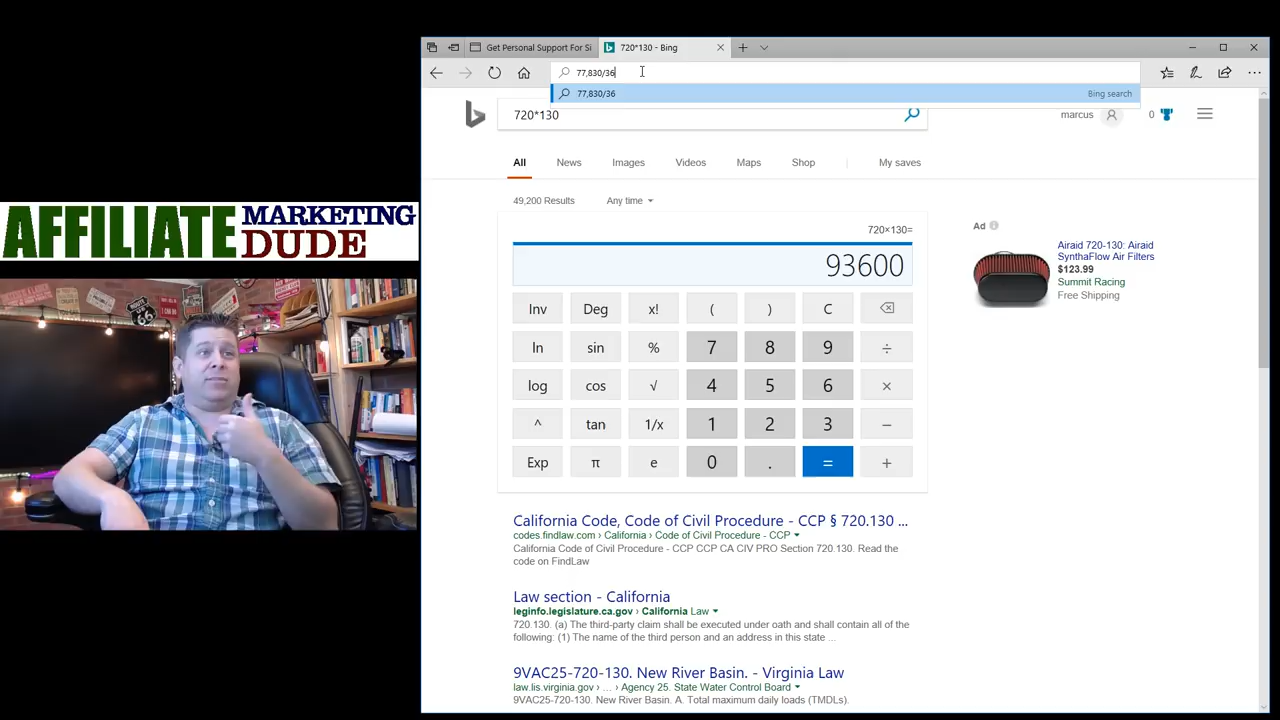 AFFILIATE
MARKETING
DUDE
Get Personal Support For Si
720*130 - Bing
77,830/36
77,830/36
Bing search
720*130
marcus
0
All
News
Images
Videos
Maps
Shop
My saves
49,200 Results
Any time
720×130=
93600
Inv Deg x! ( ) C
ln sin % 7 8 9 ÷
log cos √ 4 5 6 ×
^ tan 1/x 1 2 3 −
Exp π e 0 . = +
Ad
Airaid 720-130: Airaid
SynthaFlow Air Filters
$123.99
Summit Racing
Free Shipping
California Code, Code of Civil Procedure - CCP § 720.130 ...
codes.findlaw.com › California › Code of Civil Procedure - CCP
California Code of Civil Procedure - CCP CCP CA CIV PRO Section 720.130. Read the
code on FindLaw
Law section - California
leginfo.legislature.ca.gov › California Law
720.130. (a) The third-party claim shall be executed under oath and shall contain all of the
following: (1) The name of the third person and an address in this state ...
9VAC25-720-130. New River Basin. - Virginia Law
law.lis.virginia.gov › ... › Agency 25. State Water Control Board
9VAC25-720-130. New River Basin. A. Total maximum daily loads (TMDLs).
66